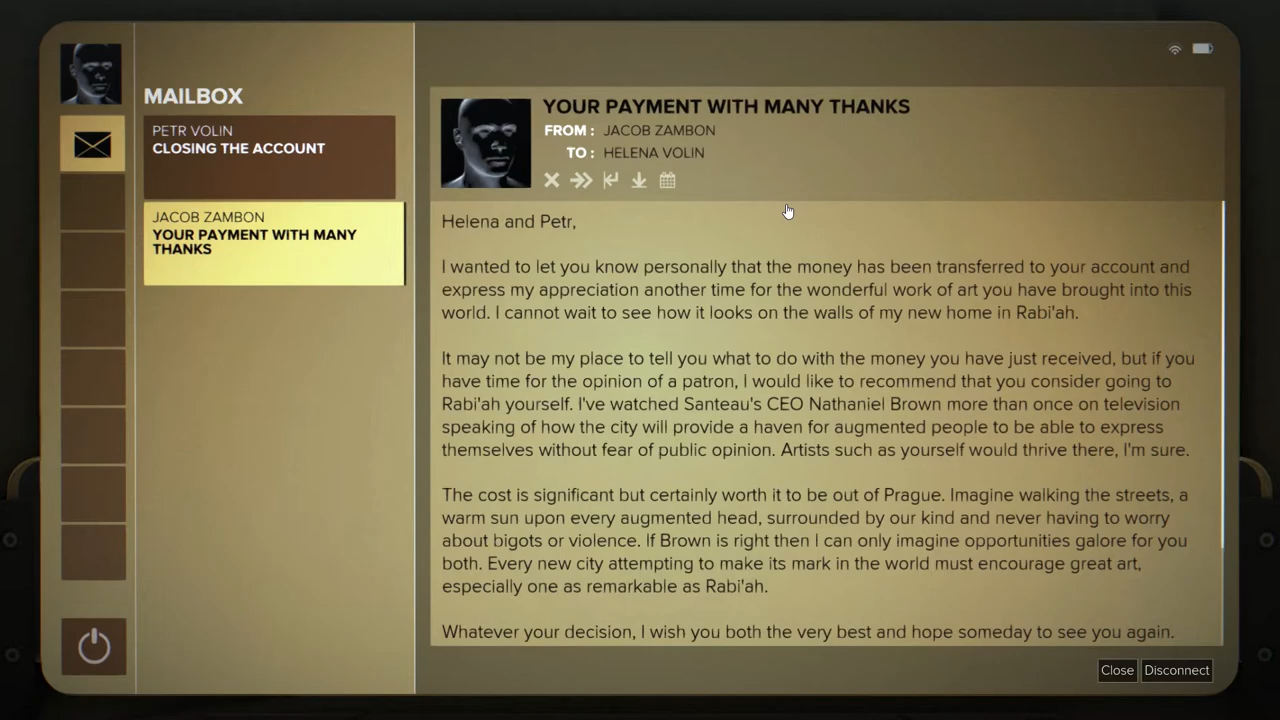 MAILBOX
PETR VOLIN
CLOSING THE ACCOUNT
JACOB ZAMBON
YOUR PAYMENT WITH MANY
THANKS
YOUR PAYMENT WITH MANY THANKS
FROM : JACOB ZAMBON
TO : HELENA VOLIN
Helena and Petr,
I wanted to let you know personally that the money has been transferred to your account and
express my appreciation another time for the wonderful work of art you have brought into this
world. I cannot wait to see how it looks on the walls of my new home in Rabi'ah.
It may not be my place to tell you what to do with the money you have just received, but if you
have time for the opinion of a patron, I would like to recommend that you consider going to
Rabi'ah yourself. I've watched Santeau's CEO Nathaniel Brown more than once on television
speaking of how the city will provide a haven for augmented people to be able to express
themselves without fear of public opinion. Artists such as yourself would thrive there, I'm sure.
The cost is significant but certainly worth it to be out of Prague. Imagine walking the streets, a
warm sun upon every augmented head, surrounded by our kind and never having to worry
about bigots or violence. If Brown is right then I can only imagine opportunities galore for you
both. Every new city attempting to make its mark in the world must encourage great art,
especially one as remarkable as Rabi'ah.
Whatever your decision, I wish you both the very best and hope someday to see you again.
Close
Disconnect